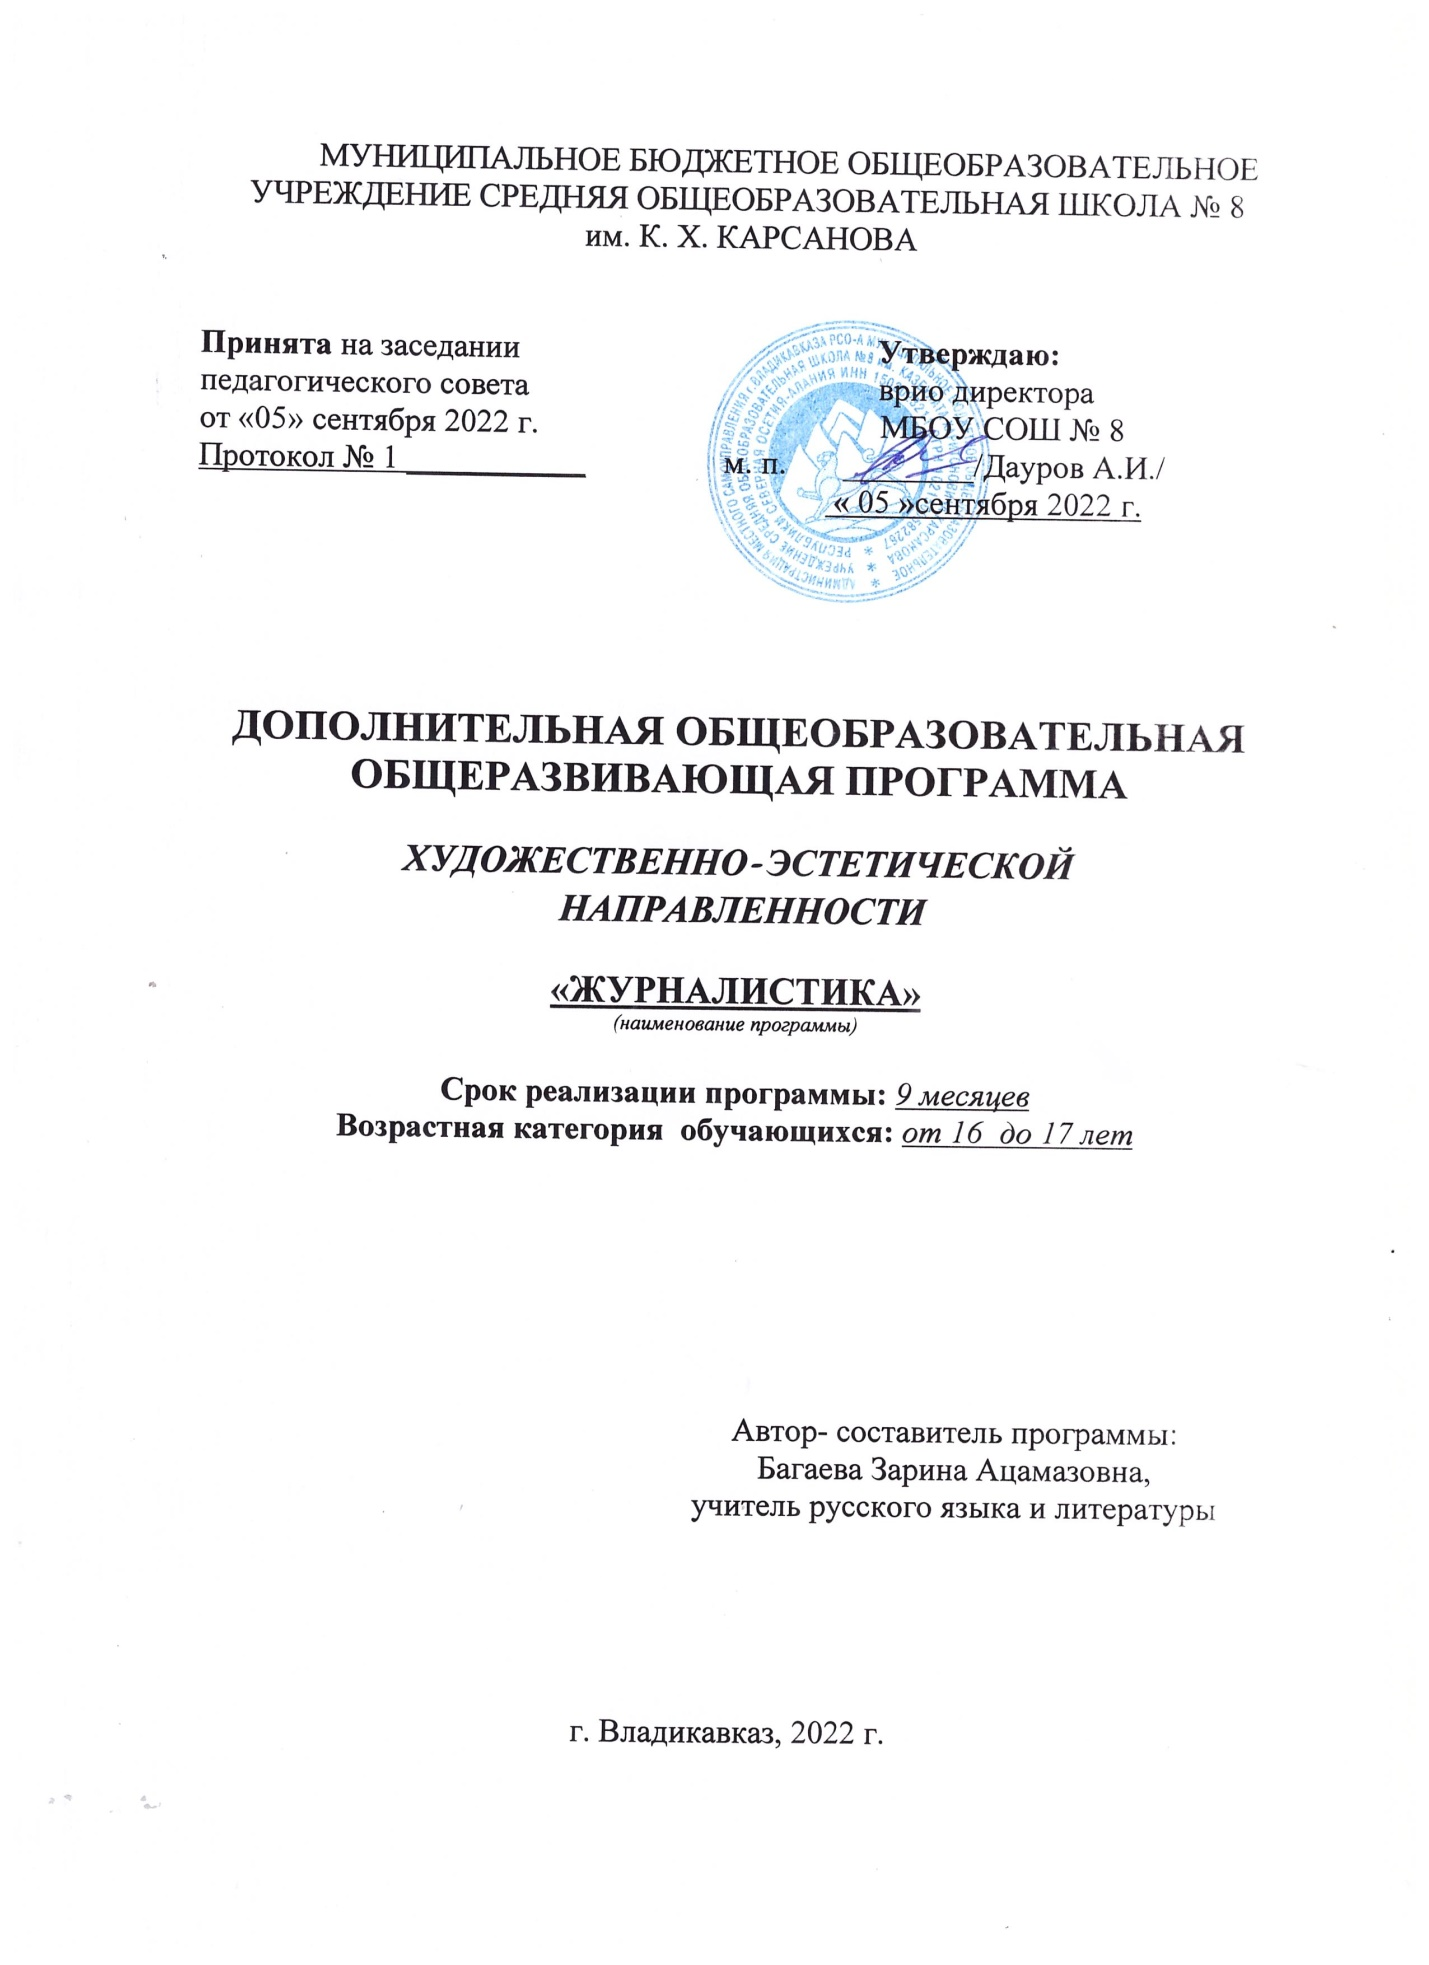 МУНИЦИПАЛЬНОЕ БЮДЖЕТНОЕ ОБЩЕОБРАЗОВАТЕЛЬНОЕ
УЧРЕЖДЕНИЕ СРЕДНЯЯ ОБЩЕОБРАЗОВАТЕЛЬНАЯ ШКОЛА № 8
им. К. Х. КАРСАНОВА
Принята на заседании
педагогического совета
от «05» сентября 2022 г.
Протокол № 1
Утверждаю:
врио директора
МБОУ СОШ № 8
м. п. /Дауров А.И./
« 05 »сентября 2022 г.
ДОПОЛНИТЕЛЬНАЯ ОБЩЕОБРАЗОВАТЕЛЬНАЯ
ОБЩЕРАЗВИВАЮЩАЯ ПРОГРАММА
ХУДОЖЕСТВЕННО-ЭСТЕТИЧЕСКОЙ
НАПРАВЛЕННОСТИ
«ЖУРНАЛИСТИКА»
(наименование программы)
Срок реализации программы: 9 месяцев
Возрастная категория обучающихся: от 16 до 17 лет
Автор- составитель программы:
Багаева Зарина Ацамазовна,
учитель русского языка и литературы
г. Владикавказ, 2022 г.